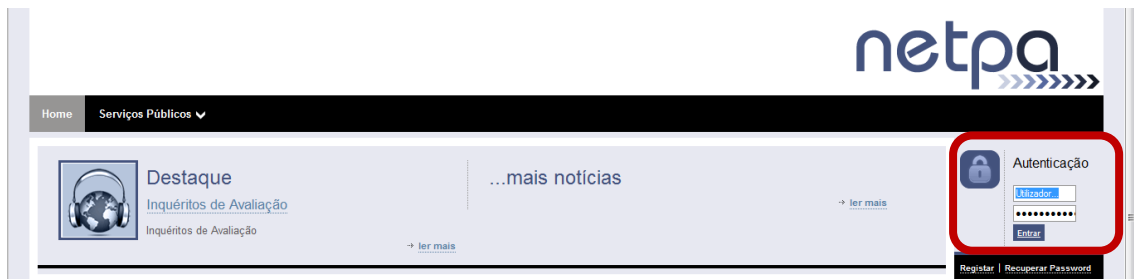 netpa
Home Serviços Públicos
Destaque
Inquéritos de Avaliação
Inquéritos de Avaliação
→ ler mais
...mais notícias
→ ler mais
Autenticação
Utilizador...
Entrar
Registar | Recuperar Password